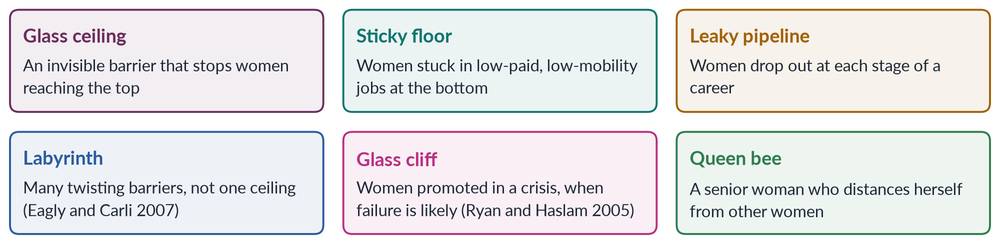 Glass ceiling
An invisible barrier that stops women
reaching the top
Sticky floor
Women stuck in low-paid, low-mobility
jobs at the bottom
Leaky pipeline
Women drop out at each stage of a
career
Labyrinth
Many twisting barriers, not one ceiling
(Eagly and Carli 2007)
Glass cliff
Women promoted in a crisis, when
failure is likely (Ryan and Haslam 2005)
Queen bee
A senior woman who distances herself
from other women